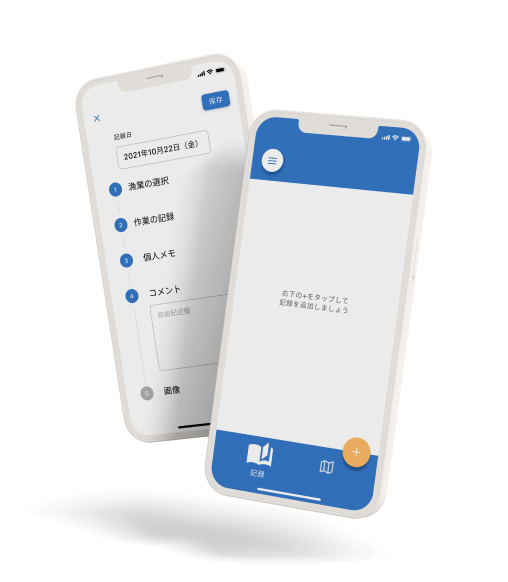 保存
記録日
2021年10月22日（金）
1
漁業の選択
2
作業の記録
3
個人メモ
4
コメント
自由記述欄
5
画像
右下の+をタップして
記録を追加しましょう
記録